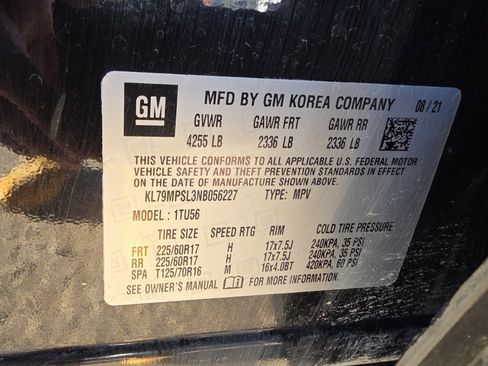 GM
MFD BY GM KOREA COMPANY 08/21
GVWR GAWR FRT GAWR RR
4255 LB 2336 LB 2336 LB
THIS VEHICLE CONFORMS TO ALL APPLICABLE U.S. FEDERAL MOTOR
VEHICLE SAFETY AND THEFT PREVENTION STANDARDS IN EFFECT ON
THE DATE OF MANUFACTURE SHOWN ABOVE.
KL79MPSL3NB056227 TYPE: MPV
MODEL: 1TU56
TIRE SIZE SPEED RTG RIM COLD TIRE PRESSURE
FRT 225/60R17 H 17x7.5J 240KPA, 35 PSI
RR 225/60R17 H 17x7.5J 240KPA, 35 PSI
SPA T125/70R16 M 16x4.0BT 420KPA, 60 PSI
SEE OWNER'S MANUAL FOR MORE INFORMATION.